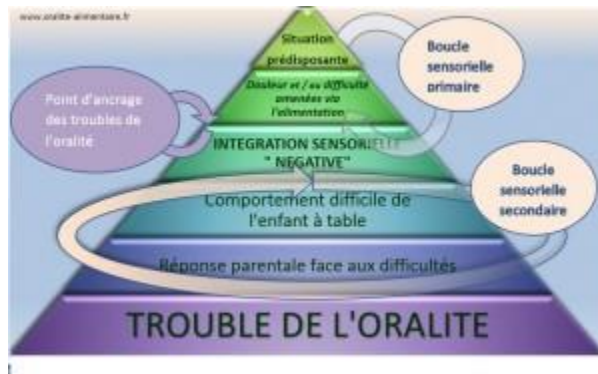 www.oralite-alimentaire.fr
Situation
prédisposante
Boucle
sensorielle
primaire
Douleur et / ou difficulté
amenées via
l'alimentation
Point d'ancrage
des troubles de
l'oralité
INTEGRATION SENSORIELLE
" NEGATIVE"
Boucle
sensorielle
secondaire
Comportement difficile de
l'enfant à table
Réponse parentale face aux difficultés
TROUBLE DE L'ORALITE